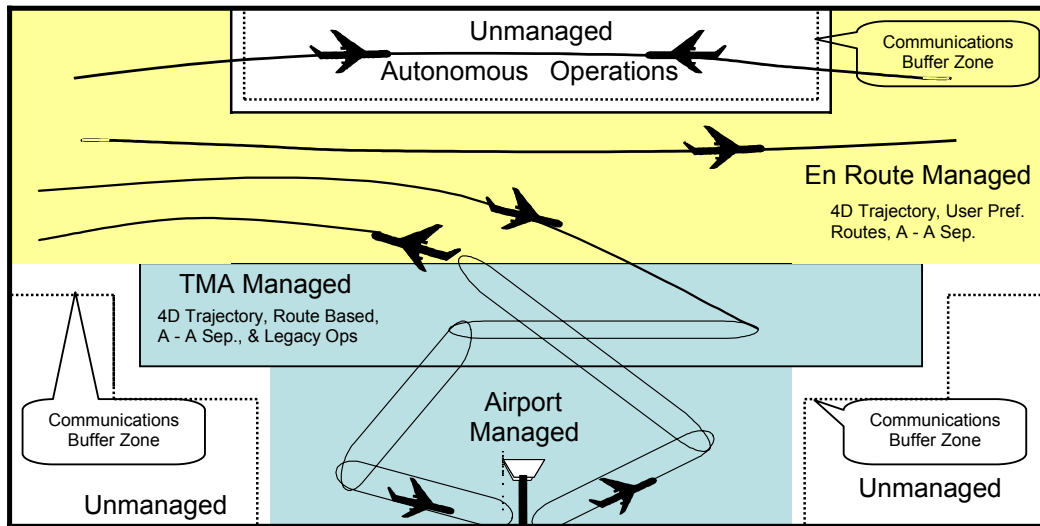 Unmanaged
Autonomous Operations
Communications
Buffer Zone
En Route Managed
4D Trajectory, User Pref.
Routes, A - A Sep.
TMA Managed
4D Trajectory, Route Based,
A - A Sep., & Legacy Ops
Airport
Managed
Communications
Buffer Zone
Communications
Buffer Zone
Unmanaged
Unmanaged